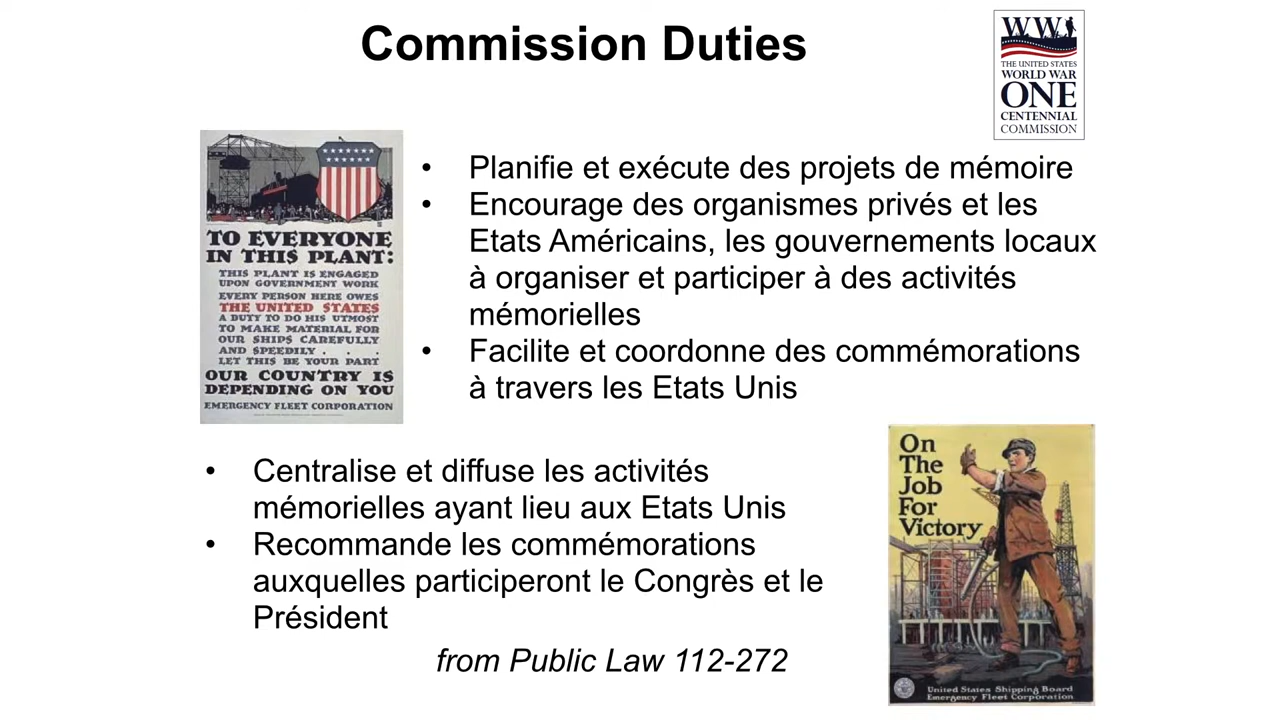 Commission Duties
WW1
THE UNITED STATES
WORLD WAR
ONE
CENTENNIAL
COMMISSION
TO EVERYONE
IN THIS PLANT:
THIS PLANT IS ENGAGED
UPON GOVERNMENT WORK
EVERY PERSON HERE OWES
THE UNITED STATES
A DUTY TO DO HIS UTMOST
TO MAKE MATERIAL FOR
OUR SHIPS CAREFULLY
AND SPEEDILY . . .
LET THIS BE YOUR PART
OUR COUNTRY IS
DEPENDING ON YOU
EMERGENCY FLEET CORPORATION
• Planifie et exécute des projets de mémoire
• Encourage des organismes privés et les
Etats Américains, les gouvernements locaux
à organiser et participer à des activités
mémorielles
• Facilite et coordonne des commémorations
à travers les Etats Unis
• Centralise et diffuse les activités
mémorielles ayant lieu aux Etats Unis
• Recommande les commémorations
auxquelles participeront le Congrès et le
Président
from Public Law 112-272
On
The
Job
For
Victory
United States Shipping Board
Emergency Fleet Corporation